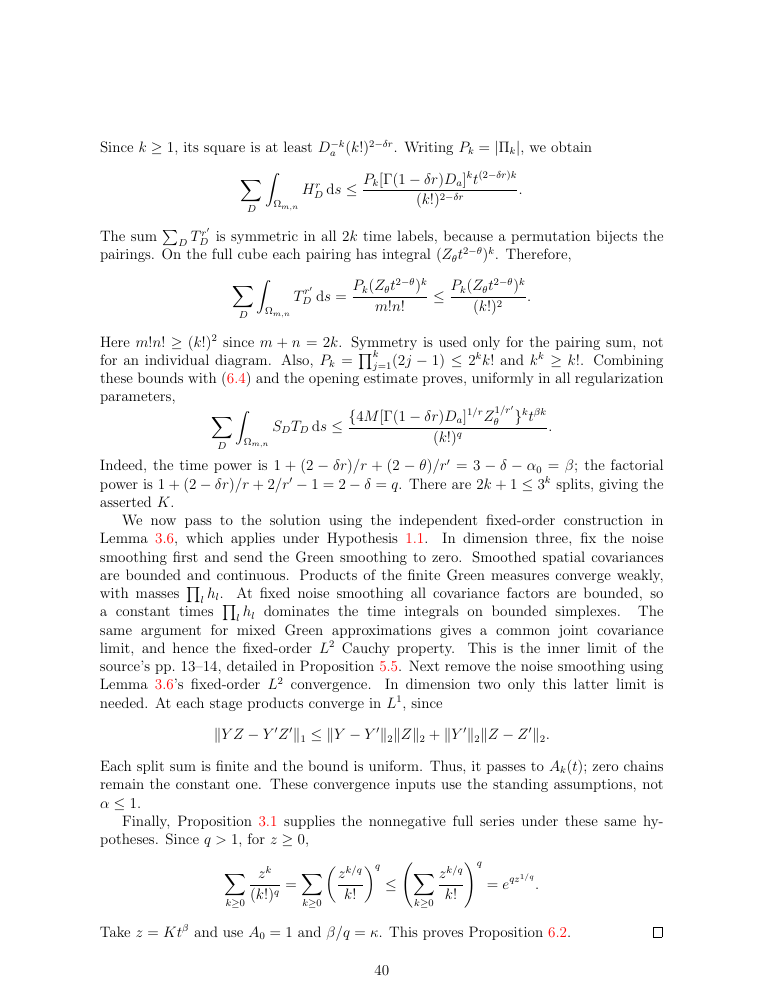 Since k ≥ 1, its square is at least D_a^{-k}(k!)^{2−δr}. Writing P_k = |Π_k|, we obtain
∑_D ∫_{Ω_{m,n}} H_D^r ds ≤ P_k[Γ(1 − δr)D_a]^k t^{(2−δr)k} / (k!)^{2−δr}.
The sum ∑_D T_D^{r′} is symmetric in all 2k time labels, because a permutation bijects the
pairings. On the full cube each pairing has integral (Z_θ t^{2−θ})^k. Therefore,
∑_D ∫_{Ω_{m,n}} T_D^{r′} ds = P_k(Z_θ t^{2−θ})^k / m!n! ≤ P_k(Z_θ t^{2−θ})^k / (k!)^2.
Here m!n! ≥ (k!)^2 since m + n = 2k. Symmetry is used only for the pairing sum, not
for an individual diagram. Also, P_k = ∏_{j=1}^k (2j − 1) ≤ 2^k k! and k^k ≥ k!. Combining
these bounds with (6.4) and the opening estimate proves, uniformly in all regularization
parameters,
∑_D ∫_{Ω_{m,n}} S_D T_D ds ≤ {4M[Γ(1 − δr)D_a]^{1/r} Z_θ^{1/r′}}^k t^{βk} / (k!)^q.
Indeed, the time power is 1 + (2 − δr)/r + (2 − θ)/r′ = 3 − δ − α_0 = β; the factorial
power is 1 + (2 − δr)/r + 2/r′ − 1 = 2 − δ = q. There are 2k + 1 ≤ 3^k splits, giving the
asserted K.
We now pass to the solution using the independent fixed-order construction in
Lemma 3.6, which applies under Hypothesis 1.1. In dimension three, fix the noise
smoothing first and send the Green smoothing to zero. Smoothed spatial covariances
are bounded and continuous. Products of the finite Green measures converge weakly,
with masses ∏_l h_l. At fixed noise smoothing all covariance factors are bounded, so
a constant times ∏_l h_l dominates the time integrals on bounded simplexes. The
same argument for mixed Green approximations gives a common joint covariance
limit, and hence the fixed-order L^2 Cauchy property. This is the inner limit of the
source's pp. 13–14, detailed in Proposition 5.5. Next remove the noise smoothing using
Lemma 3.6's fixed-order L^2 convergence. In dimension two only this latter limit is
needed. At each stage products converge in L^1, since
‖YZ − Y′Z′‖_1 ≤ ‖Y − Y′‖_2‖Z‖_2 + ‖Y′‖_2‖Z − Z′‖_2.
Each split sum is finite and the bound is uniform. Thus, it passes to A_k(t); zero chains
remain the constant one. These convergence inputs use the standing assumptions, not
α ≤ 1.
Finally, Proposition 3.1 supplies the nonnegative full series under these same hy-
potheses. Since q > 1, for z ≥ 0,
∑_{k≥0} z^k / (k!)^q = ∑_{k≥0} (z^{k/q} / k!)^q ≤ (∑_{k≥0} z^{k/q} / k!)^q = e^{qz^{1/q}}.
Take z = Kt^β and use A_0 = 1 and β/q = κ. This proves Proposition 6.2. □
40